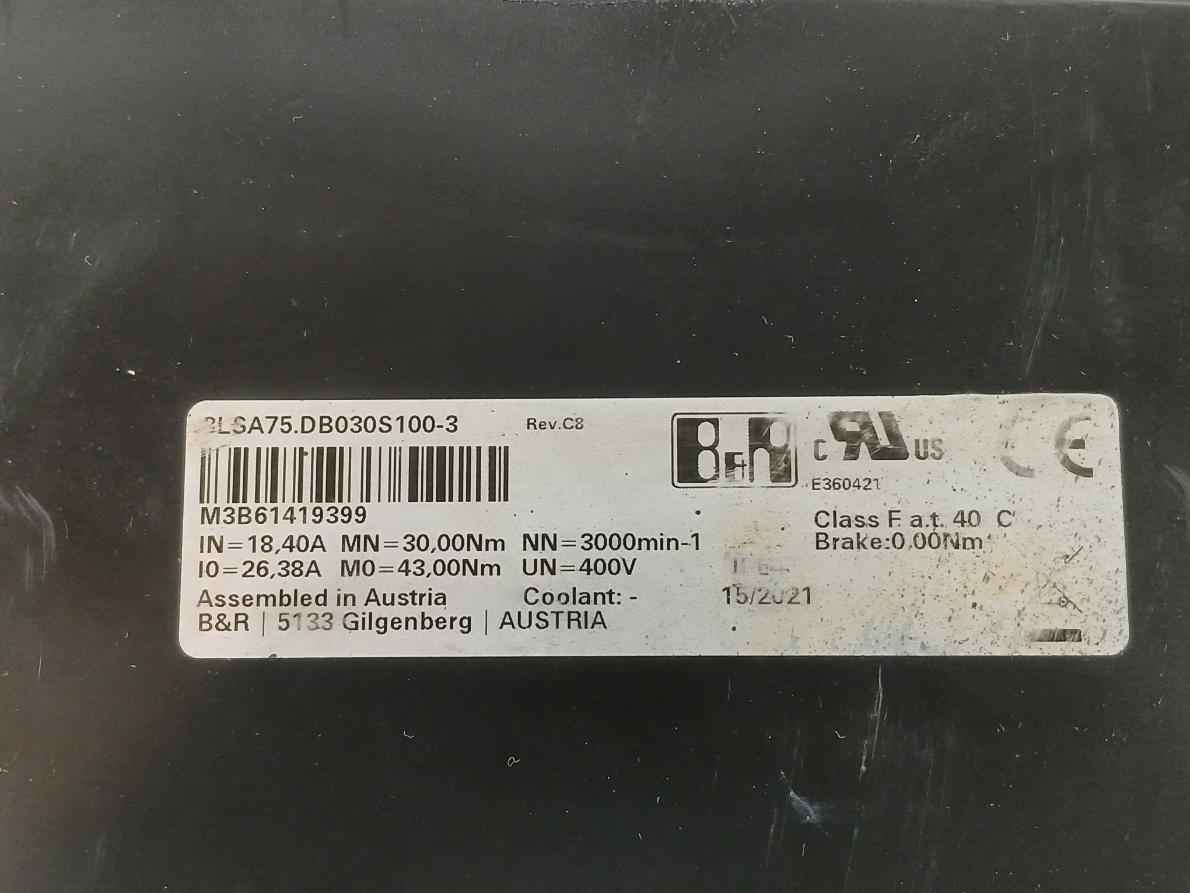 8LSA75.DB030S100-3 Rev.C8
B&R
C UL US
CE
E360421
M3B61419399
Class F a.t. 40 C
IN=18,40A MN=30,00Nm NN=3000min-1
Brake:0,00Nm
I0=26,38A M0=43,00Nm UN=400V
Assembled in Austria Coolant: - 15/2021
B&R | 5133 Gilgenberg | AUSTRIA